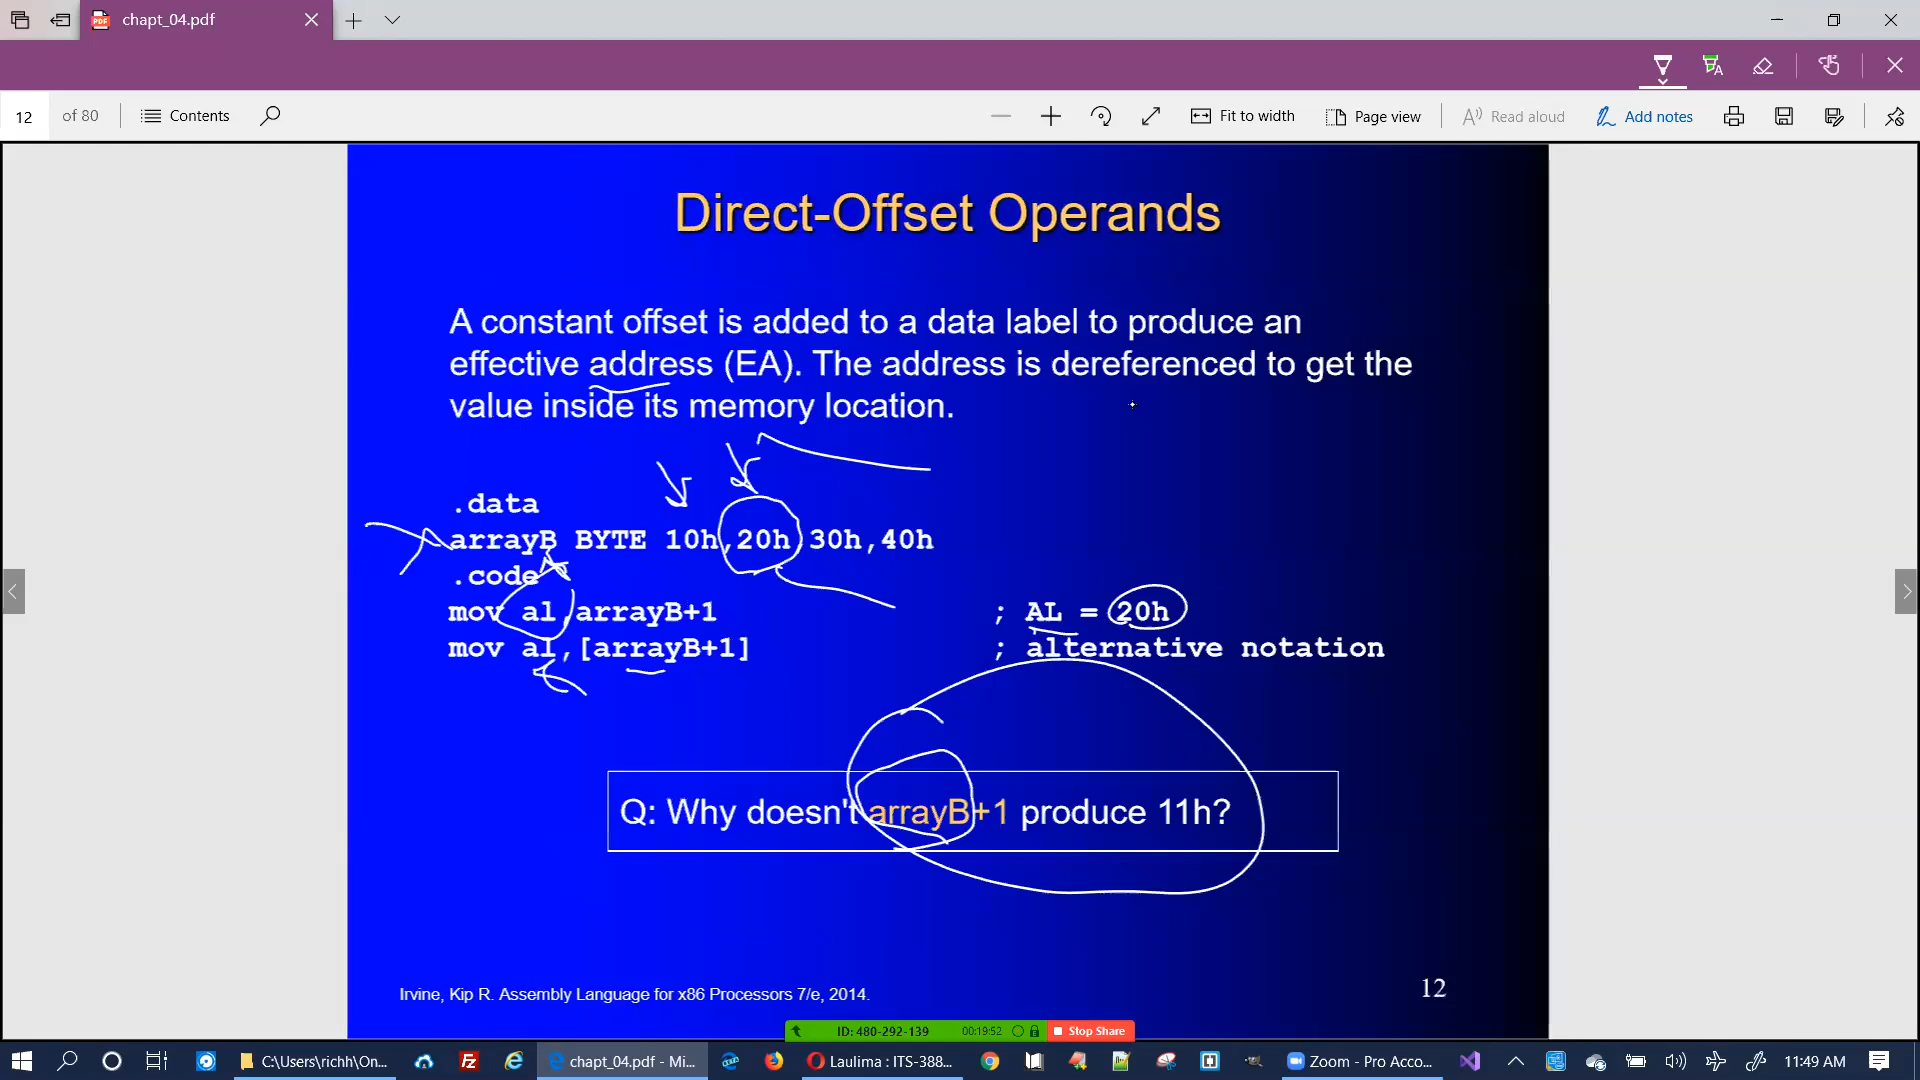 chapt_04.pdf
12 of 80 Contents Fit to width Page view Read aloud Add notes
Direct-Offset Operands
A constant offset is added to a data label to produce an
effective address (EA). The address is dereferenced to get the
value inside its memory location.
.data
arrayB BYTE 10h,20h,30h,40h
.code
mov al,arrayB+1 ; AL = 20h
mov al,[arrayB+1] ; alternative notation
Q: Why doesn't arrayB+1 produce 11h?
Irvine, Kip R. Assembly Language for x86 Processors 7/e, 2014.
12
ID: 480-292-139 00:19:52 Stop Share
C:\Users\richh\On... chapt_04.pdf - Mi... Laulima : ITS-388... Zoom - Pro Acco... 11:49 AM